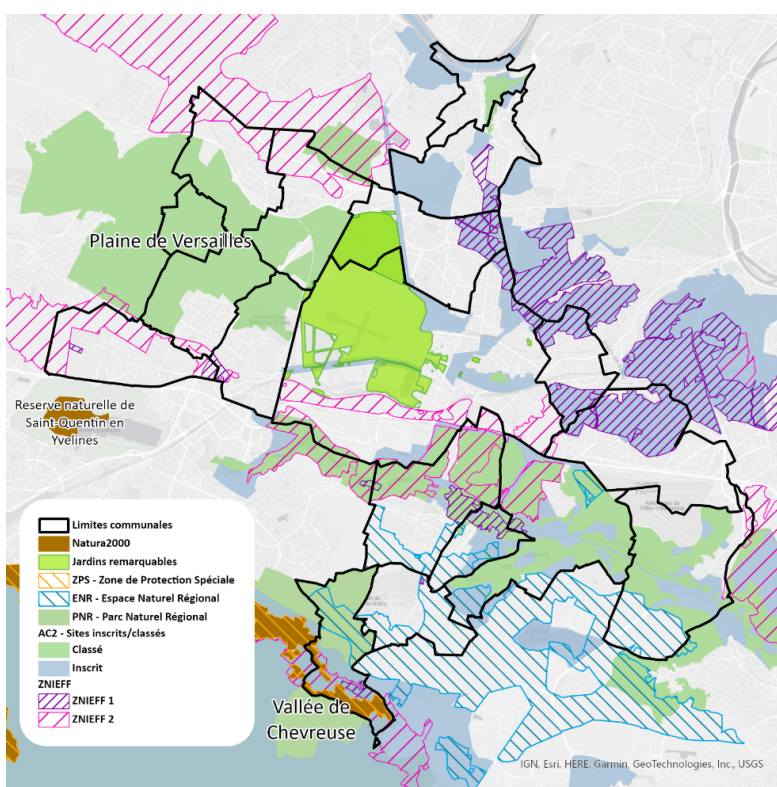 Plaine de Versailles
Reserve naturelle de
Saint-Quentin en
Yvelines
Limites communales
Natura2000
Jardins remarquables
ZPS - Zone de Protection Spéciale
ENR - Espace Naturel Régional
PNR - Parc Naturel Régional
AC2 - Sites inscrits/classés
Classé
Inscrit
ZNIEFF
ZNIEFF 1
ZNIEFF 2
Vallée de
Chevreuse
IGN, Esri, HERE, Garmin, GeoTechnologies, Inc., USGS